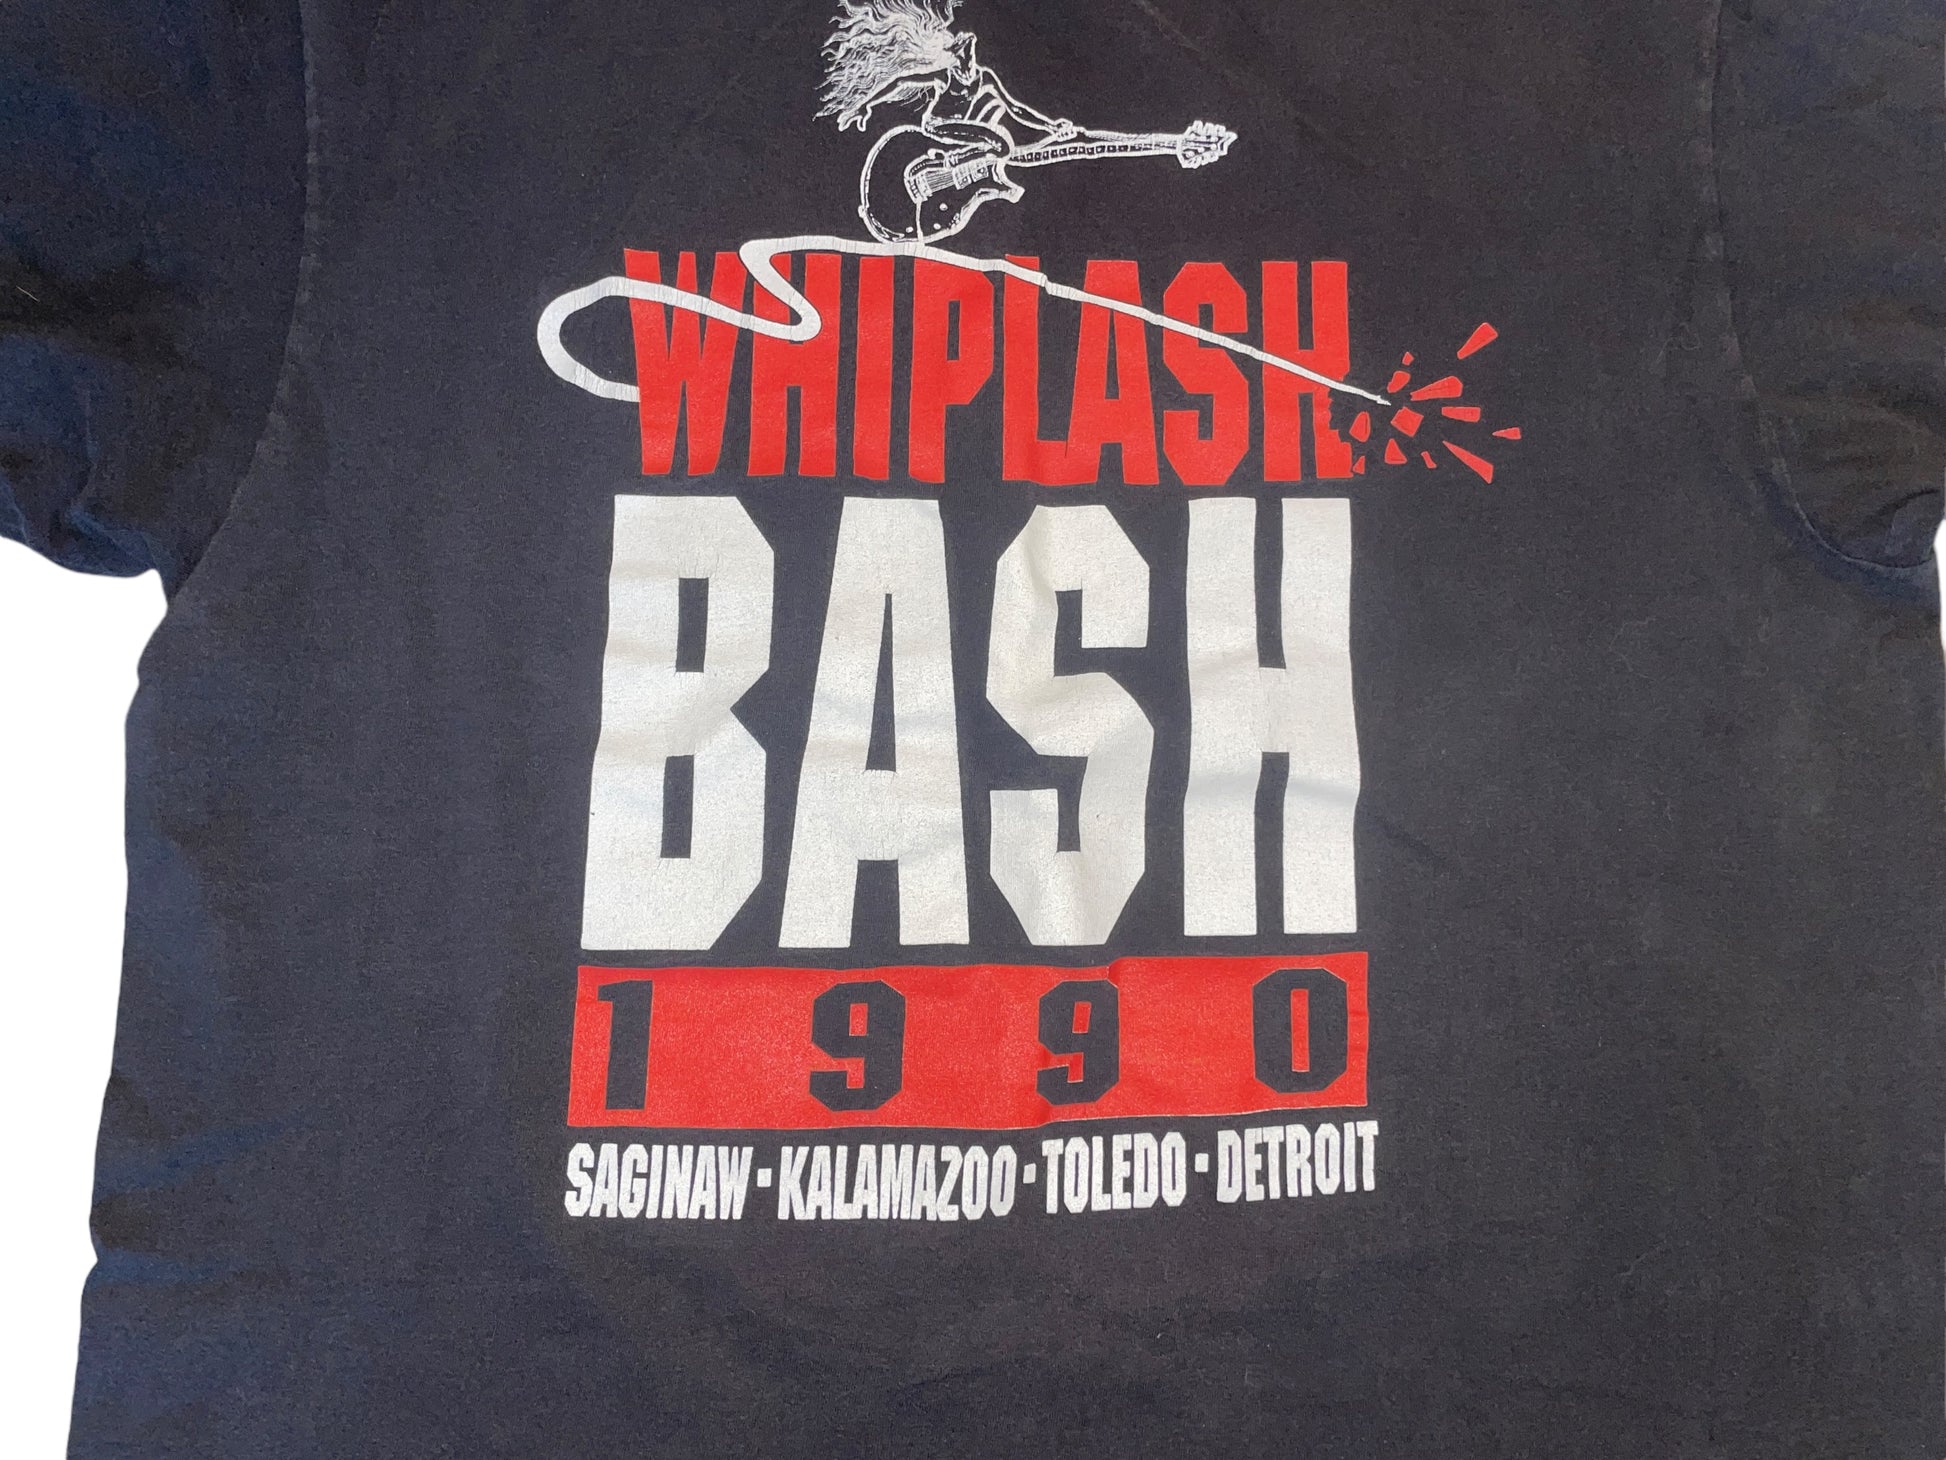 WHIPLASH
BASH
1990
SAGINAW · KALAMAZOO · TOLEDO · DETROIT